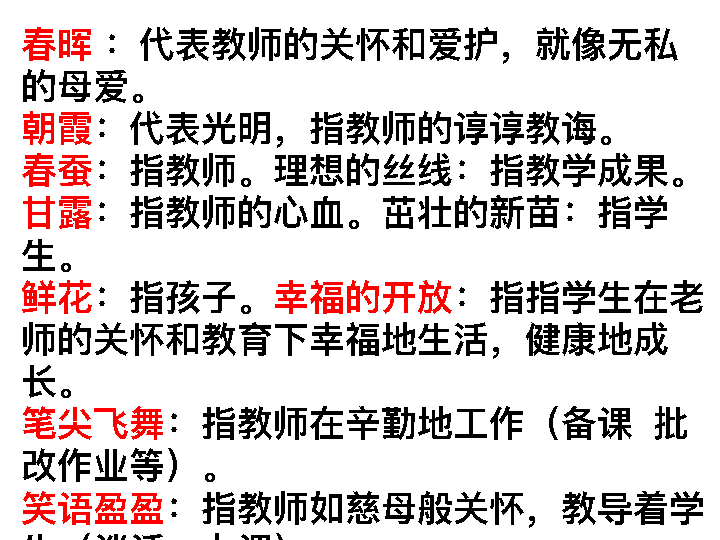 春晖：代表教师的关怀和爱护，就像无私
的母爱。
朝霞：代表光明，指教师的谆谆教诲。
春蚕：指教师。理想的丝线：指教学成果。
甘露：指教师的心血。茁壮的新苗：指学
生。
鲜花：指孩子。幸福的开放：指指学生在老
师的关怀和教育下幸福地生活，健康地成
长。
笔尖飞舞：指教师在辛勤地工作（备课 批
改作业等）。
笑语盈盈：指教师如慈母般关怀，教导着学